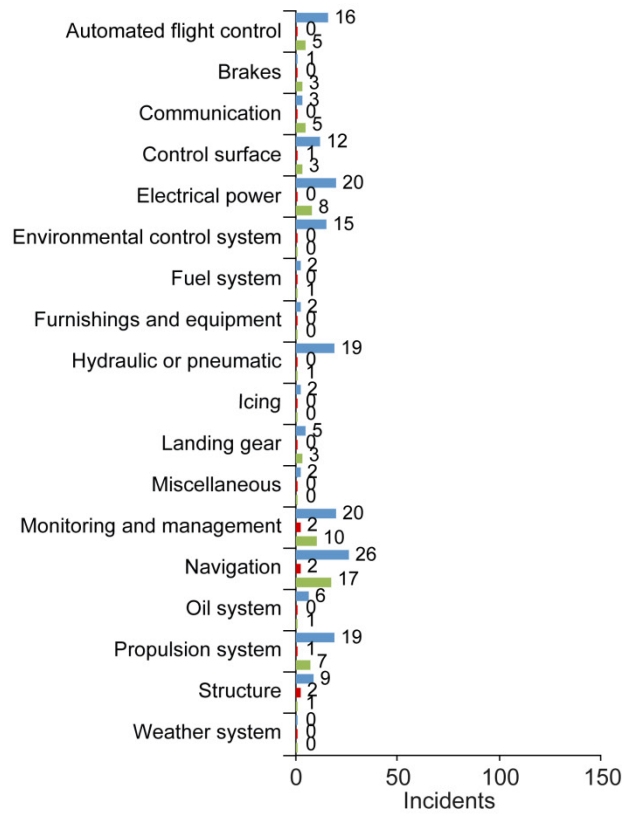 16
Automated flight control 0
5
1
Brakes 0
3
3
Communication 0
5
12
Control surface 1
3
20
Electrical power 0
8
15
Environmental control system 0
0
2
Fuel system 0
1
2
Furnishings and equipment 0
0
19
Hydraulic or pneumatic 0
1
2
Icing 0
0
5
Landing gear 0
3
2
Miscellaneous 0
0
20
Monitoring and management 2
10
26
Navigation 2
17
6
Oil system 0
1
19
Propulsion system 1
7
9
Structure 2
1
0
Weather system 0
0
0 50 100 150
Incidents